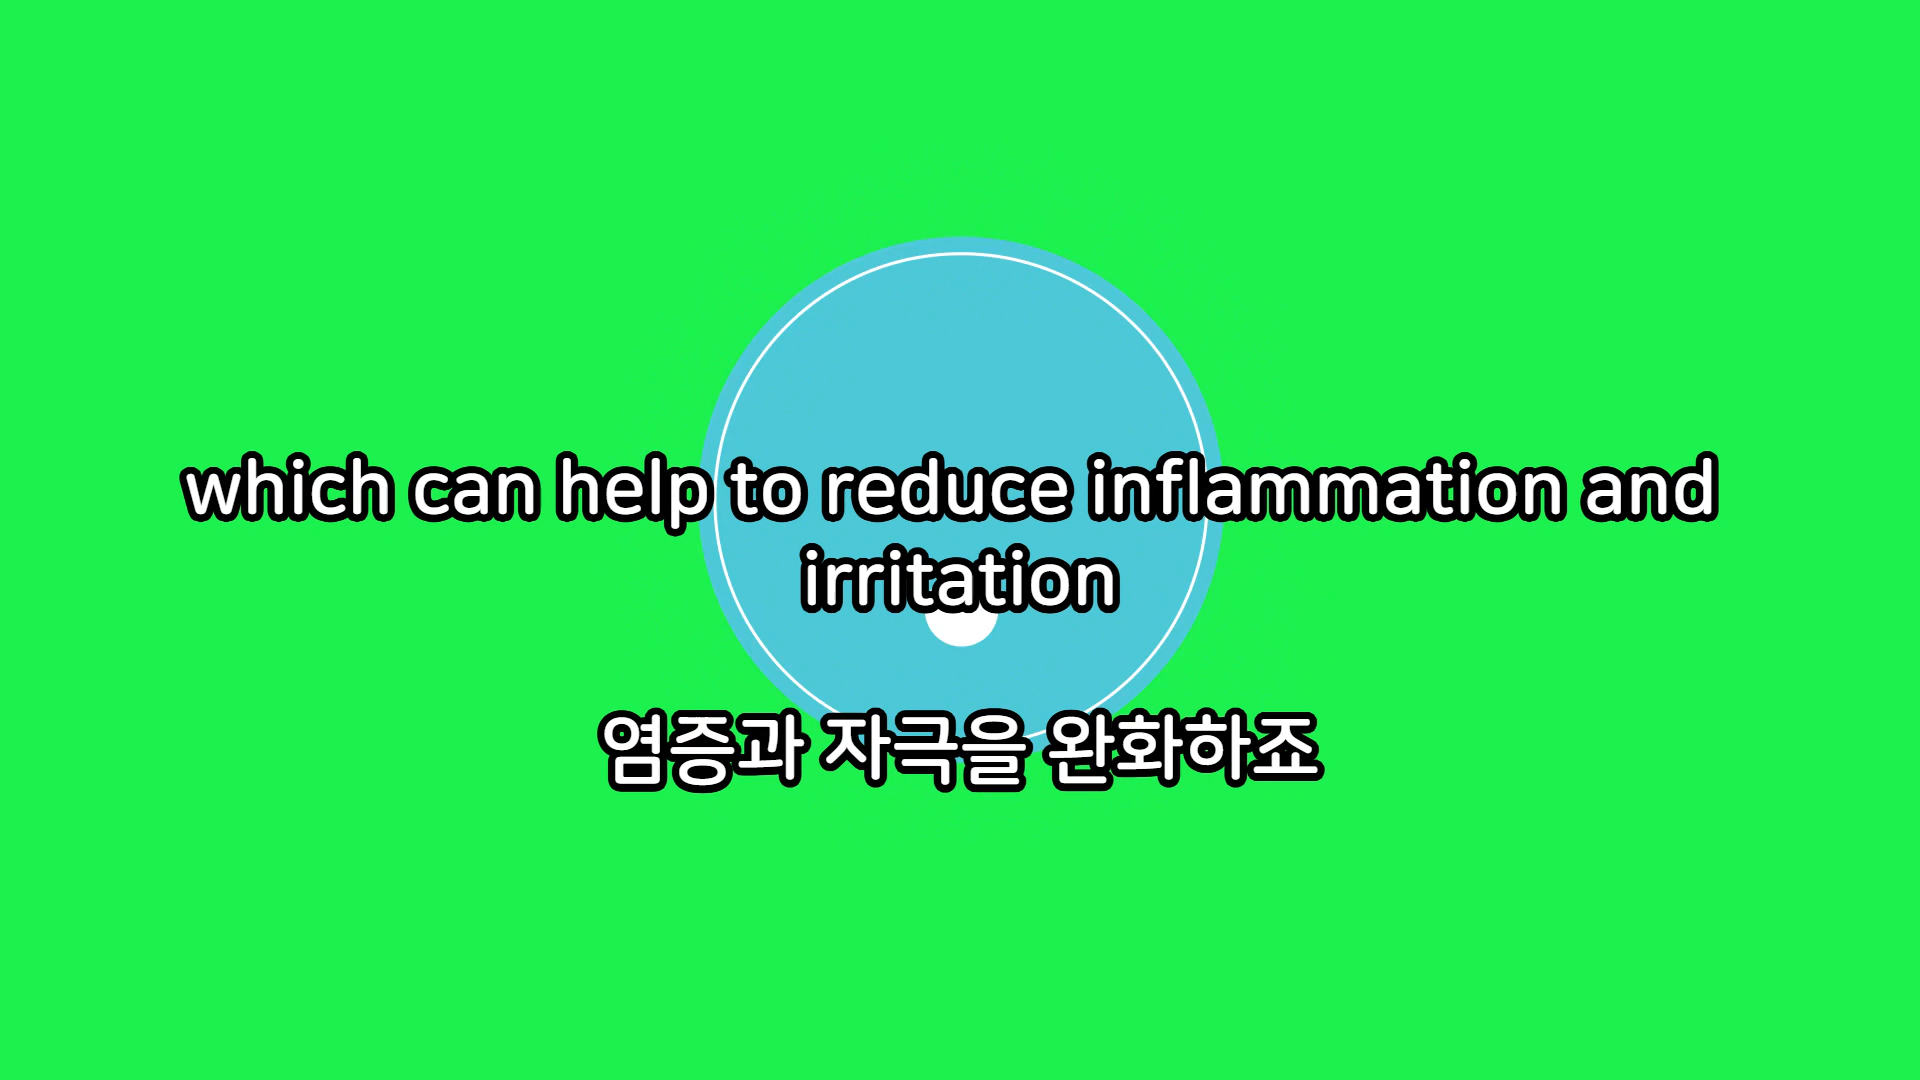 which can help to reduce inflammation and
irritation
염증과 자극을 완화하죠